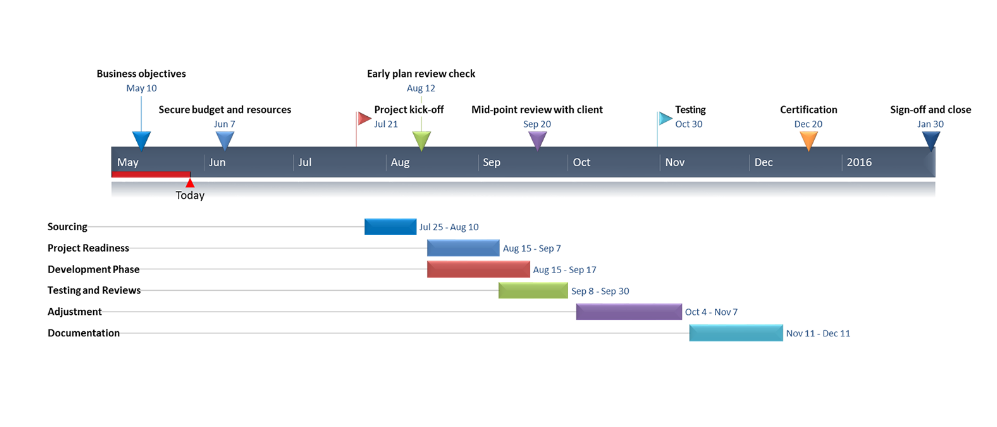 Business objectives
May 10
Early plan review check
Aug 12
Secure budget and resources
Jun 7
Project kick-off
Jul 21
Mid-point review with client
Sep 20
Testing
Oct 30
Certification
Dec 20
Sign-off and close
Jan 30
May Jun Jul Aug Sep Oct Nov Dec 2016
Today
Sourcing Jul 25 - Aug 10
Project Readiness Aug 15 - Sep 7
Development Phase Aug 15 - Sep 17
Testing and Reviews Sep 8 - Sep 30
Adjustment Oct 4 - Nov 7
Documentation Nov 11 - Dec 11